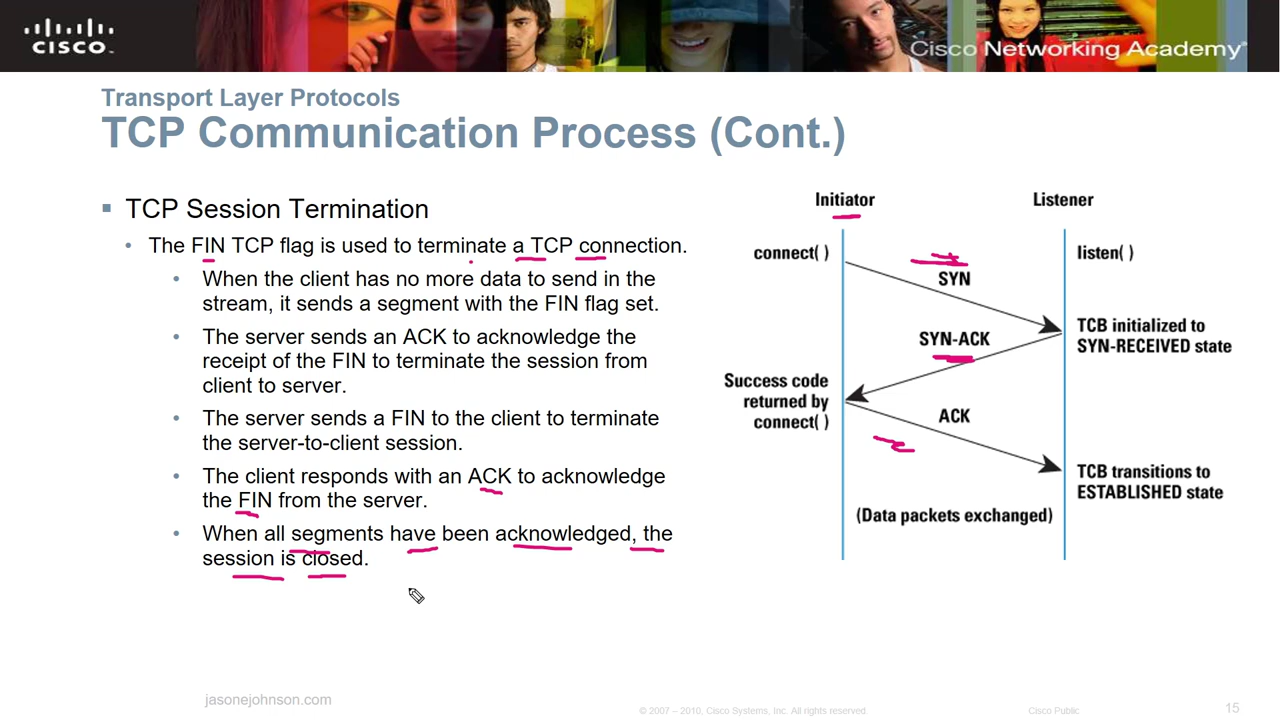 CISCO
Cisco Networking Academy
Transport Layer Protocols
TCP Communication Process (Cont.)
▪ TCP Session Termination
• The FIN TCP flag is used to terminate a TCP connection.
• When the client has no more data to send in the
stream, it sends a segment with the FIN flag set.
• The server sends an ACK to acknowledge the
receipt of the FIN to terminate the session from
client to server.
• The server sends a FIN to the client to terminate
the server-to-client session.
• The client responds with an ACK to acknowledge
the FIN from the server.
• When all segments have been acknowledged, the
session is closed.
Initiator
Listener
connect( )
listen( )
SYN
TCB initialized to
SYN-RECEIVED state
SYN-ACK
Success code
returned by
connect( )
ACK
TCB transitions to
ESTABLISHED state
(Data packets exchanged)
jasonejohnson.com
© 2007 – 2010, Cisco Systems, Inc. All rights reserved.
Cisco Public
15